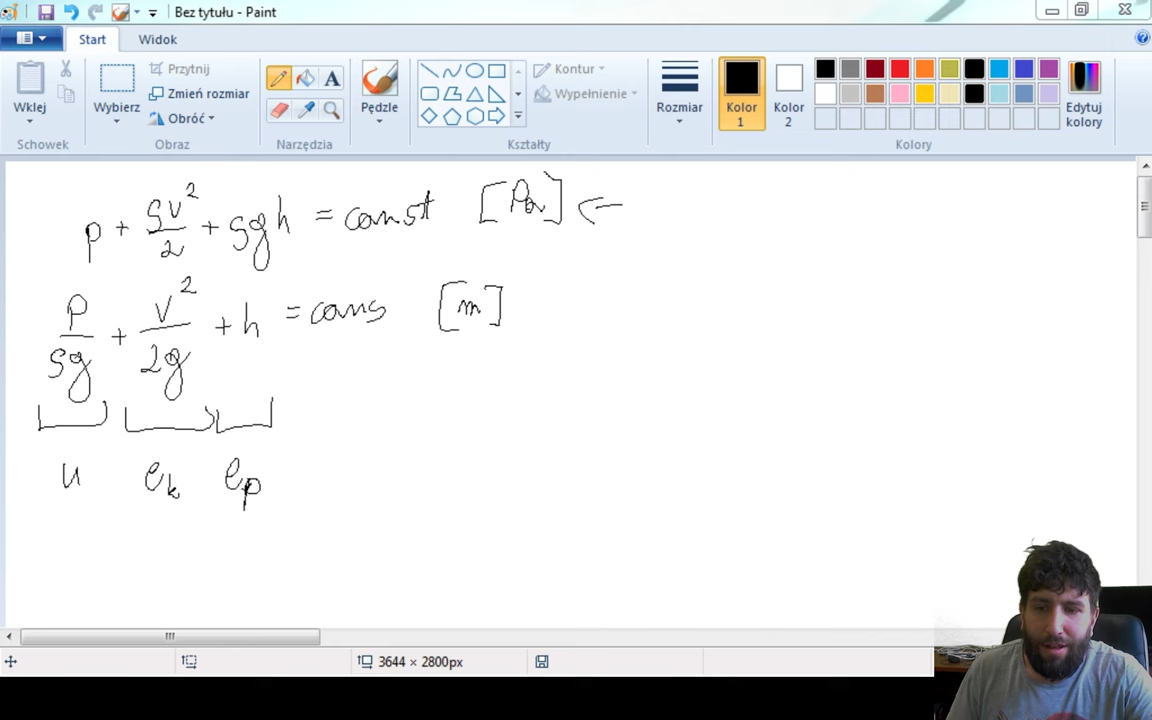 Bez tytułu - Paint
Start Widok
Wklej
Wybierz
Przytnij
Zmień rozmiar
Obróć
A
Pędzle
Kontur
Wypełnienie
Rozmiar
Kolor 1
Kolor 2
Edytuj kolory
Schowek Obraz Narzędzia Kształty Kolory
p + ρv²/2 + ρgh = const [Pa] ←
P/ρg + v²/2g + h = cons [m]
u e_k e_p
3644 × 2800px